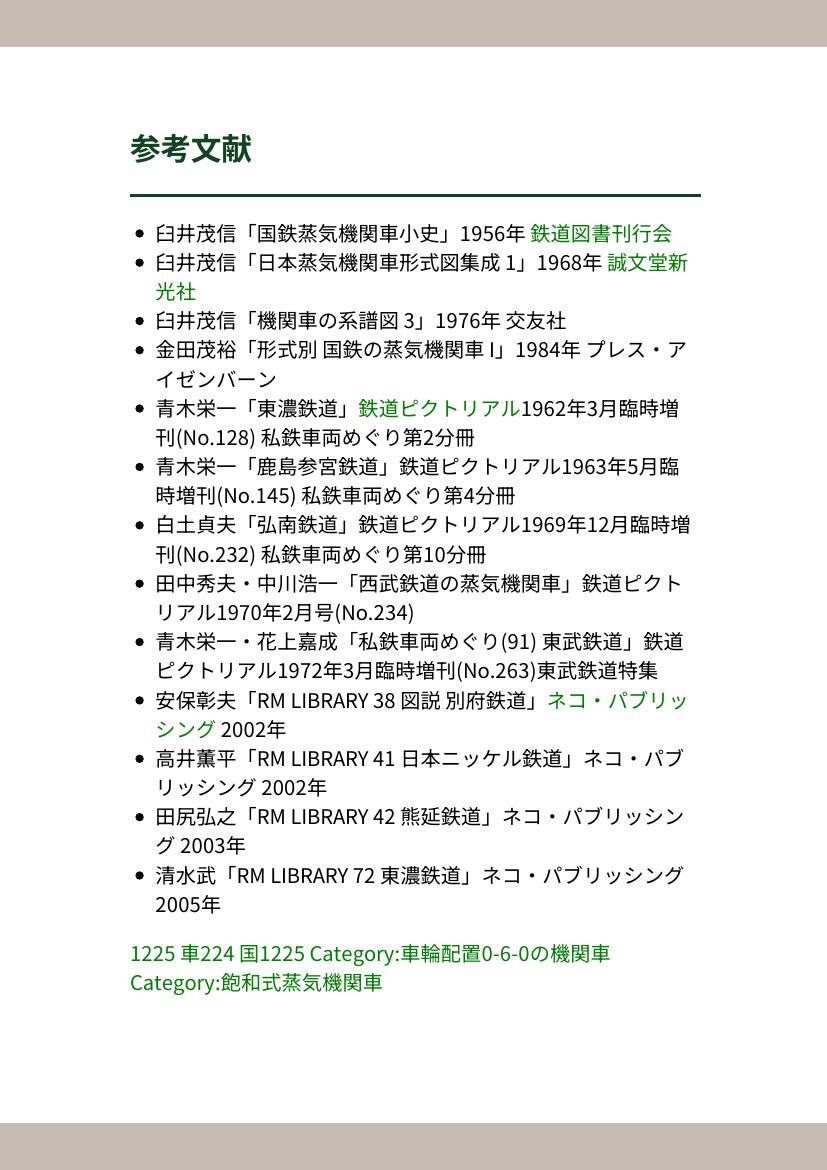 参考文献
臼井茂信「国鉄蒸気機関車小史」1956年 鉄道図書刊行会
臼井茂信「日本蒸気機関車形式図集成 1」1968年 誠文堂新
光社
臼井茂信「機関車の系譜図 3」1976年 交友社
金田茂裕「形式別 国鉄の蒸気機関車 I」1984年 プレス・ア
イゼンバーン
青木栄一「東濃鉄道」鉄道ピクトリアル1962年3月臨時増
刊(No.128) 私鉄車両めぐり第2分冊
青木栄一「鹿島参宮鉄道」鉄道ピクトリアル1963年5月臨
時増刊(No.145) 私鉄車両めぐり第4分冊
白土貞夫「弘南鉄道」鉄道ピクトリアル1969年12月臨時増
刊(No.232) 私鉄車両めぐり第10分冊
田中秀夫・中川浩一「西武鉄道の蒸気機関車」鉄道ピクト
リアル1970年2月号(No.234)
青木栄一・花上嘉成「私鉄車両めぐり(91) 東武鉄道」鉄道
ピクトリアル1972年3月臨時増刊(No.263)東武鉄道特集
安保彰夫「RM LIBRARY 38 図説 別府鉄道」ネコ・パブリッ
シング 2002年
高井薫平「RM LIBRARY 41 日本ニッケル鉄道」ネコ・パブ
リッシング 2002年
田尻弘之「RM LIBRARY 42 熊延鉄道」ネコ・パブリッシン
グ 2003年
清水武「RM LIBRARY 72 東濃鉄道」ネコ・パブリッシング
2005年
1225 車224 国1225 Category:車輪配置0-6-0の機関車
Category:飽和式蒸気機関車